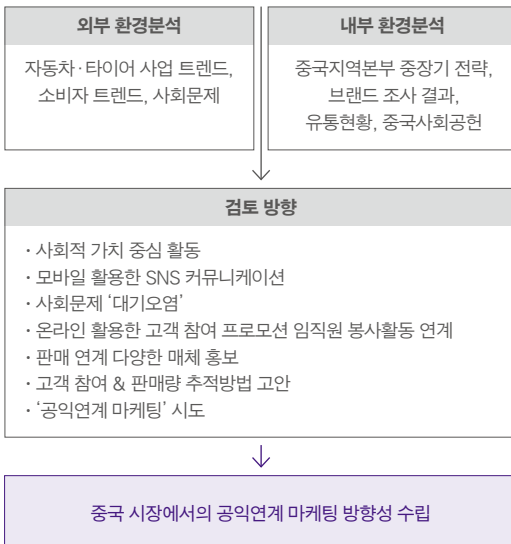 외부 환경분석
자동차·타이어 사업 트렌드,
소비자 트렌드, 사회문제
내부 환경분석
중국지역본부 중장기 전략,
브랜드 조사 결과,
유통현황, 중국사회공헌
검토 방향
· 사회적 가치 중심 활동
· 모바일 활용한 SNS 커뮤니케이션
· 사회문제 ‘대기오염’
· 온라인 활용한 고객 참여 프로모션 임직원 봉사활동 연계
· 판매 연계 다양한 매체 홍보
· 고객 참여 & 판매량 추적방법 고안
· ‘공익연계 마케팅’ 시도
중국 시장에서의 공익연계 마케팅 방향성 수립